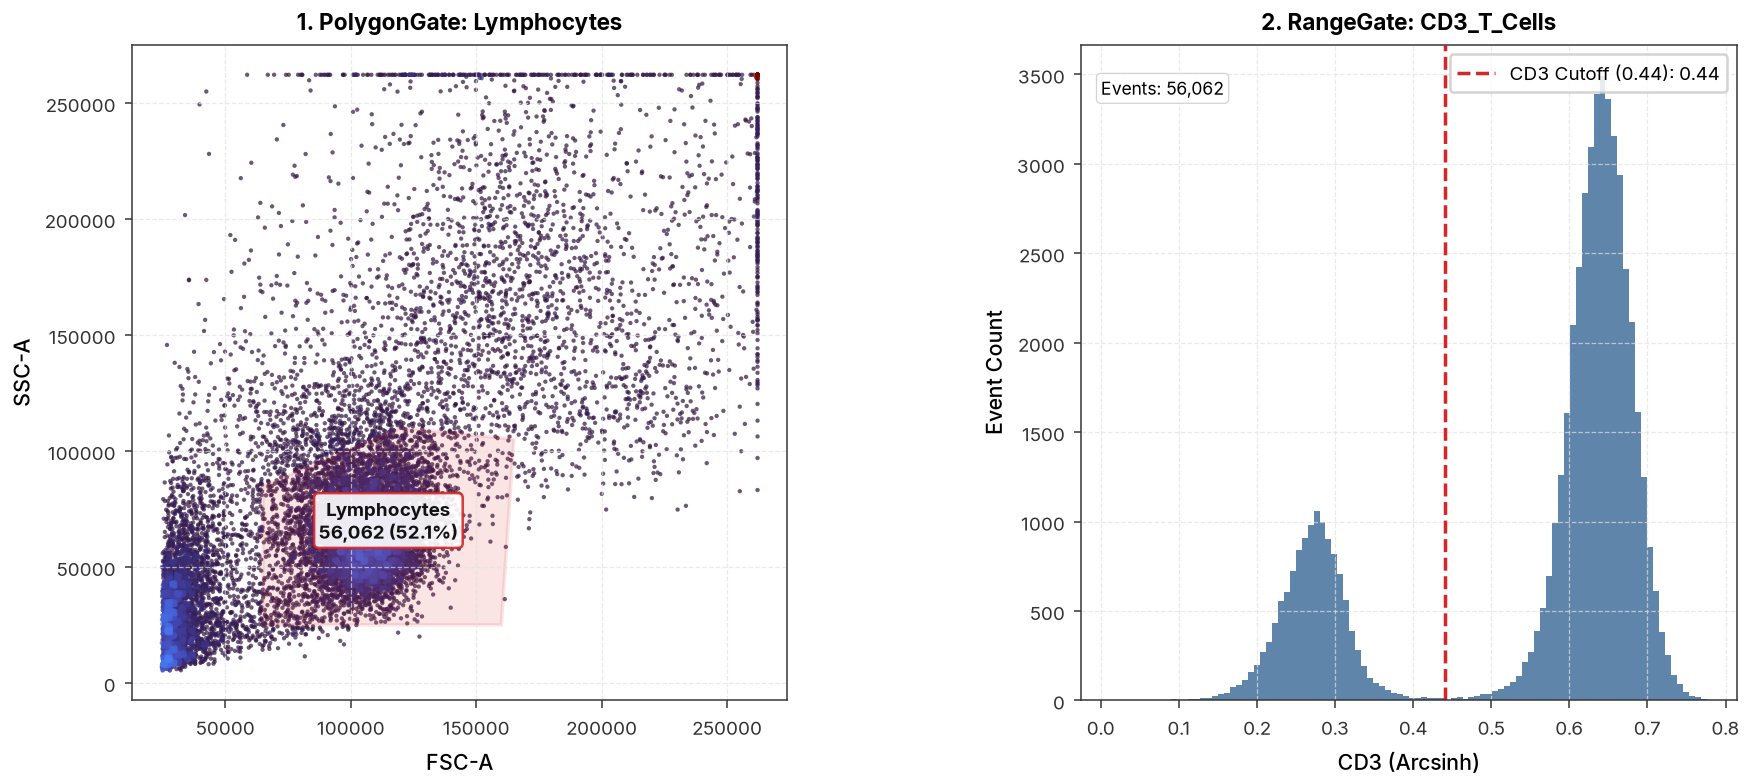 1. PolygonGate: Lymphocytes
SSC-A
250000
200000
150000
100000
50000
0
Lymphocytes
56,062 (52.1%)
50000 100000 150000 200000 250000
FSC-A
2. RangeGate: CD3_T_Cells
Event Count
3500
3000
2500
2000
1500
1000
500
0
Events: 56,062
CD3 Cutoff (0.44): 0.44
0.0 0.1 0.2 0.3 0.4 0.5 0.6 0.7 0.8
CD3 (Arcsinh)